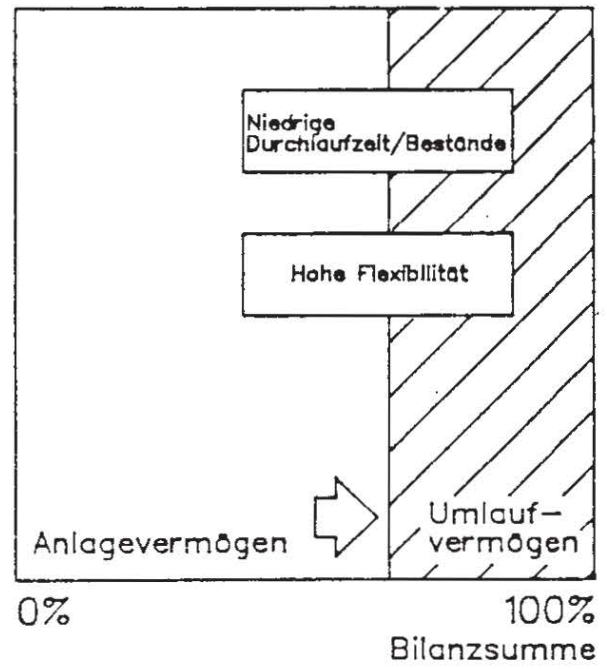 Niedrige
Durchlaufzeit/Bestände
Hohe Flexibilität
Anlagevermögen
Umlauf-
vermögen
0%
100%
Bilanzsumme